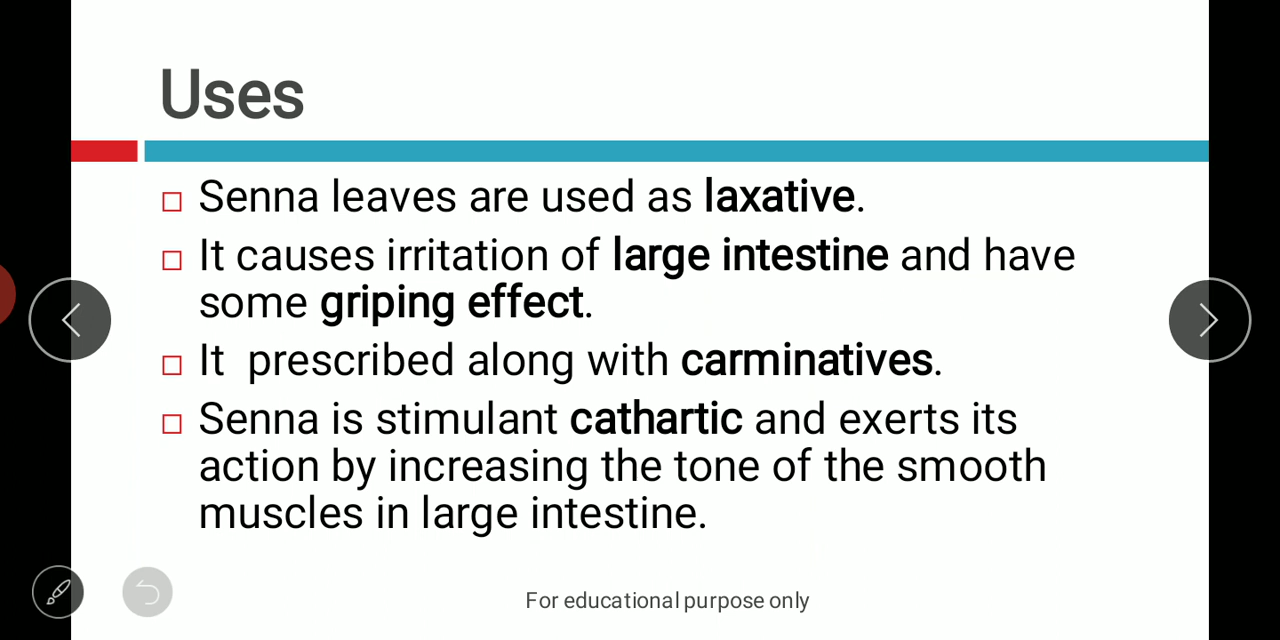 Uses
Senna leaves are used as laxative.
It causes irritation of large intestine and have
some griping effect.
It  prescribed along with carminatives.
Senna is stimulant cathartic and exerts its
action by increasing the tone of the smooth
muscles in large intestine.
For educational purpose only